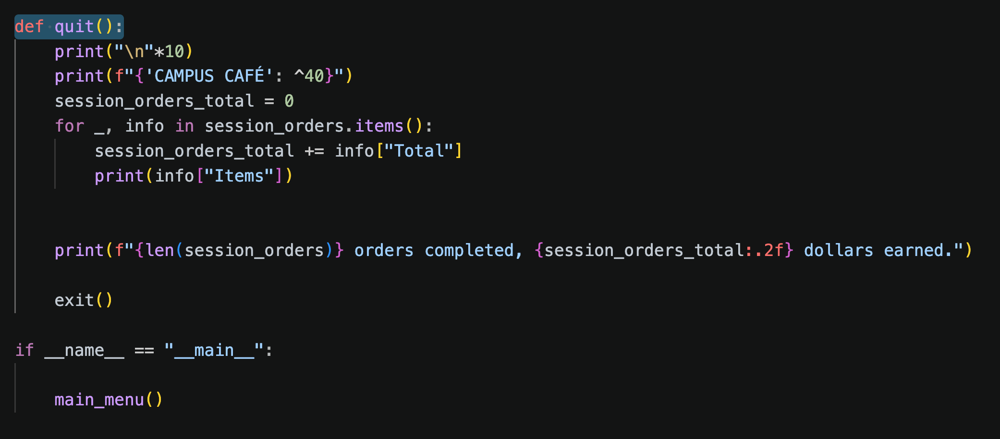 def quit():
    print("\n"*10)
    print(f"{'CAMPUS CAFÉ': ^40}")
    session_orders_total = 0
    for _, info in session_orders.items():
        session_orders_total += info["Total"]
        print(info["Items"])
    print(f"{len(session_orders)} orders completed, {session_orders_total:.2f} dollars earned.")
    exit()
if __name__ == "__main__":
    main_menu()